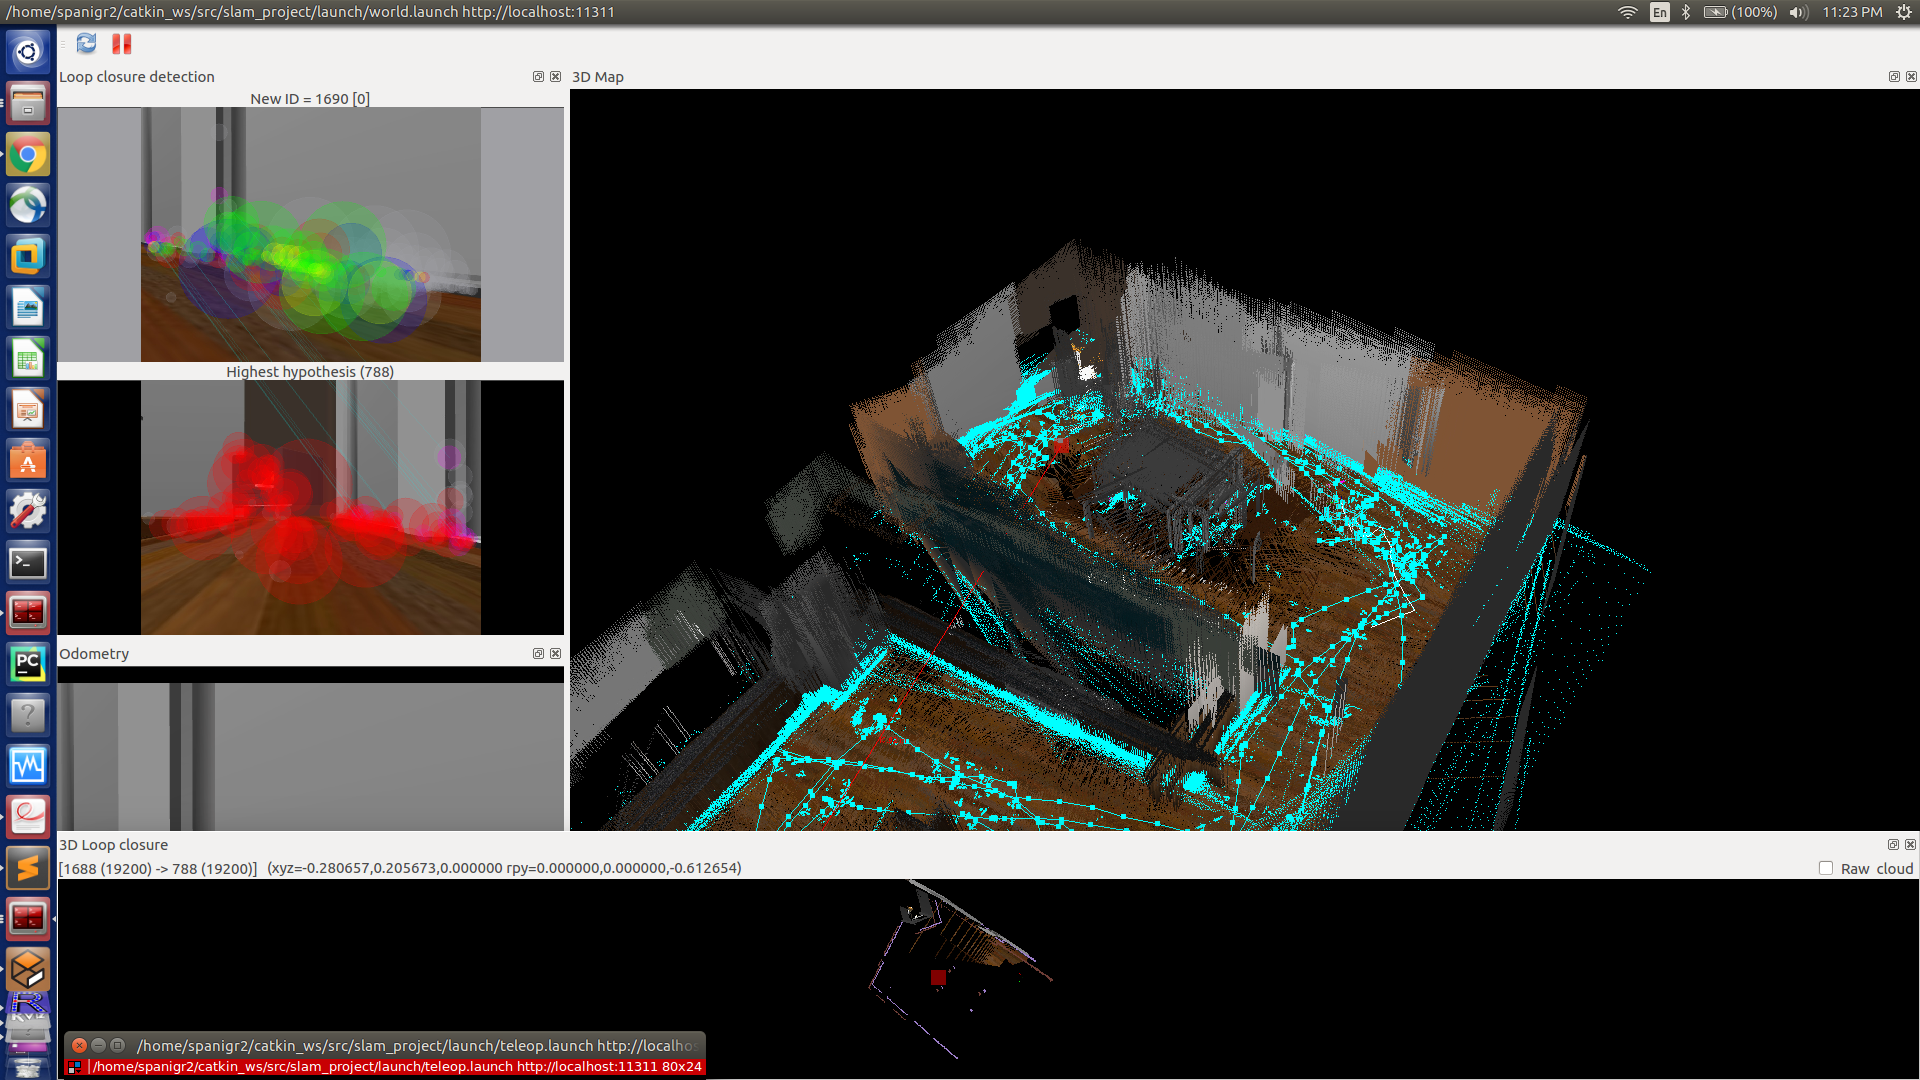 /home/spanigr2/catkin_ws/src/slam_project/launch/world.launch http://localhost:11311
En
(100%)
11:23 PM
Loop closure detection
3D Map
New ID = 1690 [0]
Highest hypothesis (788)
Odometry
3D Loop closure
[1688 (19200) -> 788 (19200)] (xyz=-0.280657,0.205673,0.000000 rpy=0.000000,0.000000,-0.612654)
Raw cloud
PC
/home/spanigr2/catkin_ws/src/slam_project/launch/teleop.launch http://localhos
/home/spanigr2/catkin_ws/src/slam_project/launch/teleop.launch http://localhost:11311 80x24